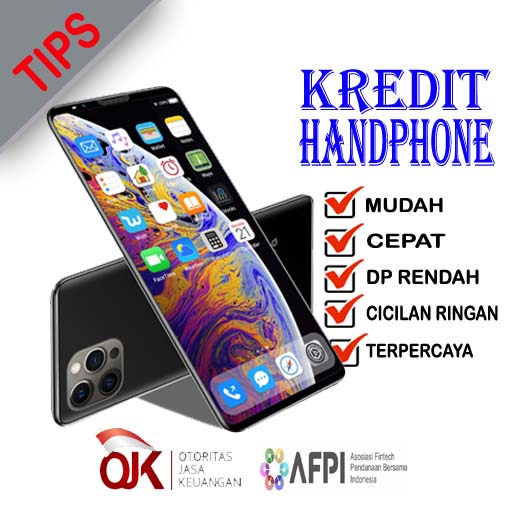 TIPS
KREDIT
HANDPHONE
MUDAH
CEPAT
DP RENDAH
CICILAN RINGAN
TERPERCAYA
OJK
OTORITAS
JASA
KEUANGAN
AFPI
Asosiasi Fintech
Pendanaan Bersama
Indonesia